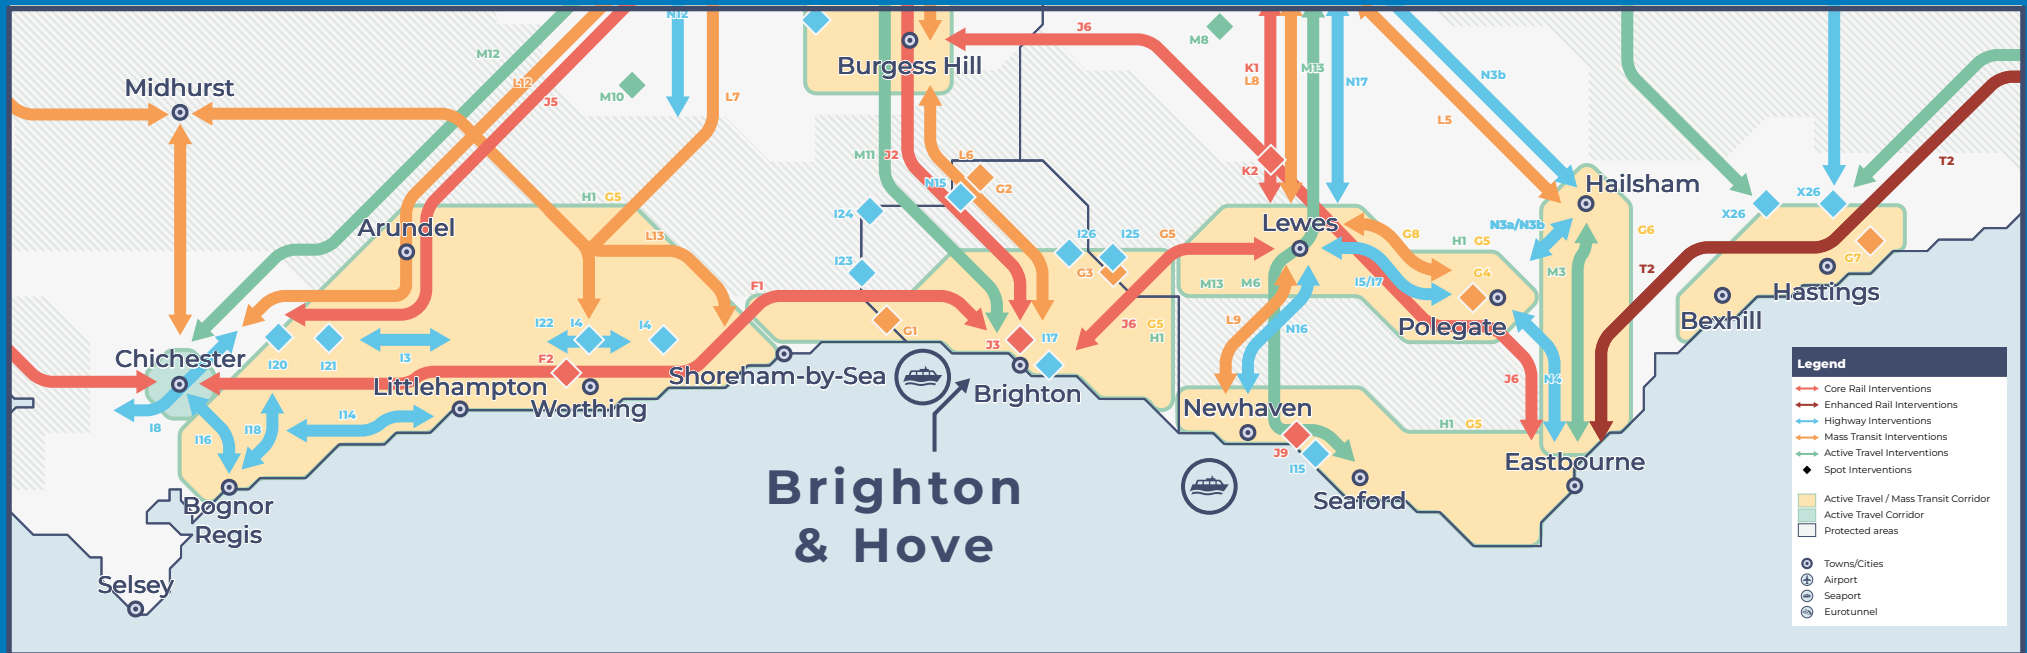 N12
J6
M8
Burgess Hill
M12
L12
J5
M10
L7
K1
L8
M13
N17
N3b
L5
Midhurst
M11
J2
L6
N15
G2
K2
T2
X26
X26
Hailsham
H1 G5
Arundel
L13
I24
I23
I26
I25
G3
G5
Lewes
G8
H1 G5
N3a/N3b
G6
G4
G7
T2
M3
M13
M6
I5/I7
F1
Hastings
Bexhill
I22
I4
I4
G1
J6
G5
H1
L9
N16
Polegate
I17
J3
Chichester
I20
I21
I3
F2
Littlehampton
Worthing
Shoreham-by-Sea
Brighton
J6
N4
Newhaven
I8
I16
I18
I14
H1 G5
J9
I15
Eastbourne
Seaford
Bognor
Regis
Selsey
Brighton
& Hove
Legend
Core Rail Interventions
Enhanced Rail Interventions
Highway Interventions
Mass Transit Interventions
Active Travel Interventions
Spot Interventions
Active Travel / Mass Transit Corridor
Active Travel Corridor
Protected areas
Towns/Cities
Airport
Seaport
Eurotunnel